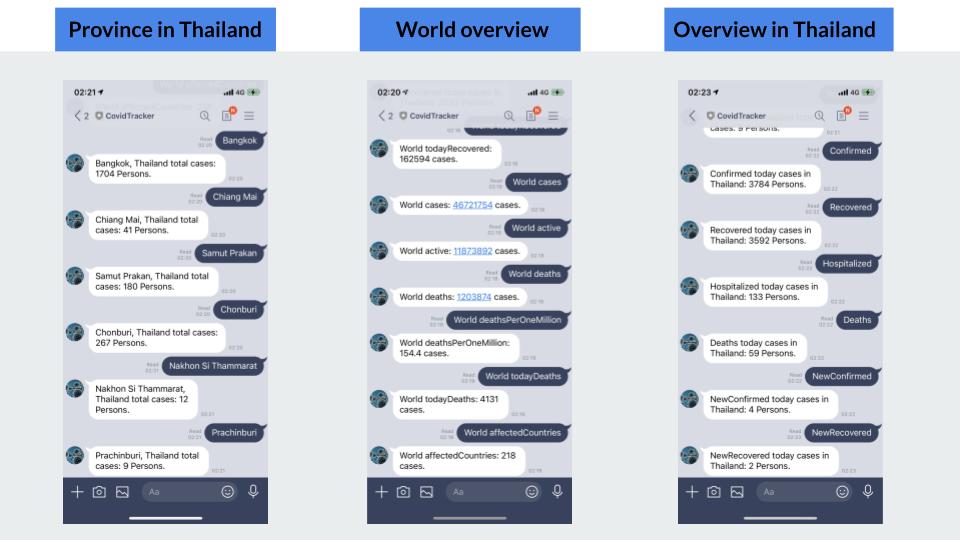 Province in Thailand
World overview
Overview in Thailand
02:21
4G
2 CovidTracker
N
Read
02:20
Bangkok
Bangkok, Thailand total cases:
1704 Persons.
02:20
Read
02:20
Chiang Mai
Chiang Mai, Thailand total
cases: 41 Persons.
02:20
Read
02:20
Samut Prakan
Samut Prakan, Thailand total
cases: 180 Persons.
02:20
Read
02:20
Chonburi
Chonburi, Thailand total cases:
267 Persons.
02:20
Read
02:21
Nakhon Si Thammarat
Nakhon Si Thammarat,
Thailand total cases: 12
Persons.
02:21
Read
02:21
Prachinburi
Prachinburi, Thailand total
cases: 9 Persons.
02:21
Aa
02:20
4G
2 CovidTracker
N
02:18
World todayRecovered:
162594 cases.
02:18
Read
02:18
World cases
World cases: 46721754 cases.
02:18
Read
02:18
World active
World active: 11873892 cases.
02:18
Read
02:18
World deaths
World deaths: 1203874 cases.
02:18
Read
02:18
World deathsPerOneMillion
World deathsPerOneMillion:
154.4 cases.
02:18
Read
02:18
World todayDeaths
World todayDeaths: 4131
cases.
02:18
Read
02:18
World affectedCountries
World affectedCountries: 218
cases.
02:18
Aa
02:23
4G
CovidTracker
N
cases: 9 Persons.
02:21
Read
02:22
Confirmed
Confirmed today cases in
Thailand: 3784 Persons.
02:22
Read
02:22
Recovered
Recovered today cases in
Thailand: 3592 Persons.
02:22
Read
02:22
Hospitalized
Hospitalized today cases in
Thailand: 133 Persons.
02:22
Read
02:22
Deaths
Deaths today cases in
Thailand: 59 Persons.
02:22
Read
02:22
NewConfirmed
NewConfirmed today cases in
Thailand: 4 Persons.
02:22
Read
02:23
NewRecovered
NewRecovered today cases in
Thailand: 2 Persons.
02:23
Aa